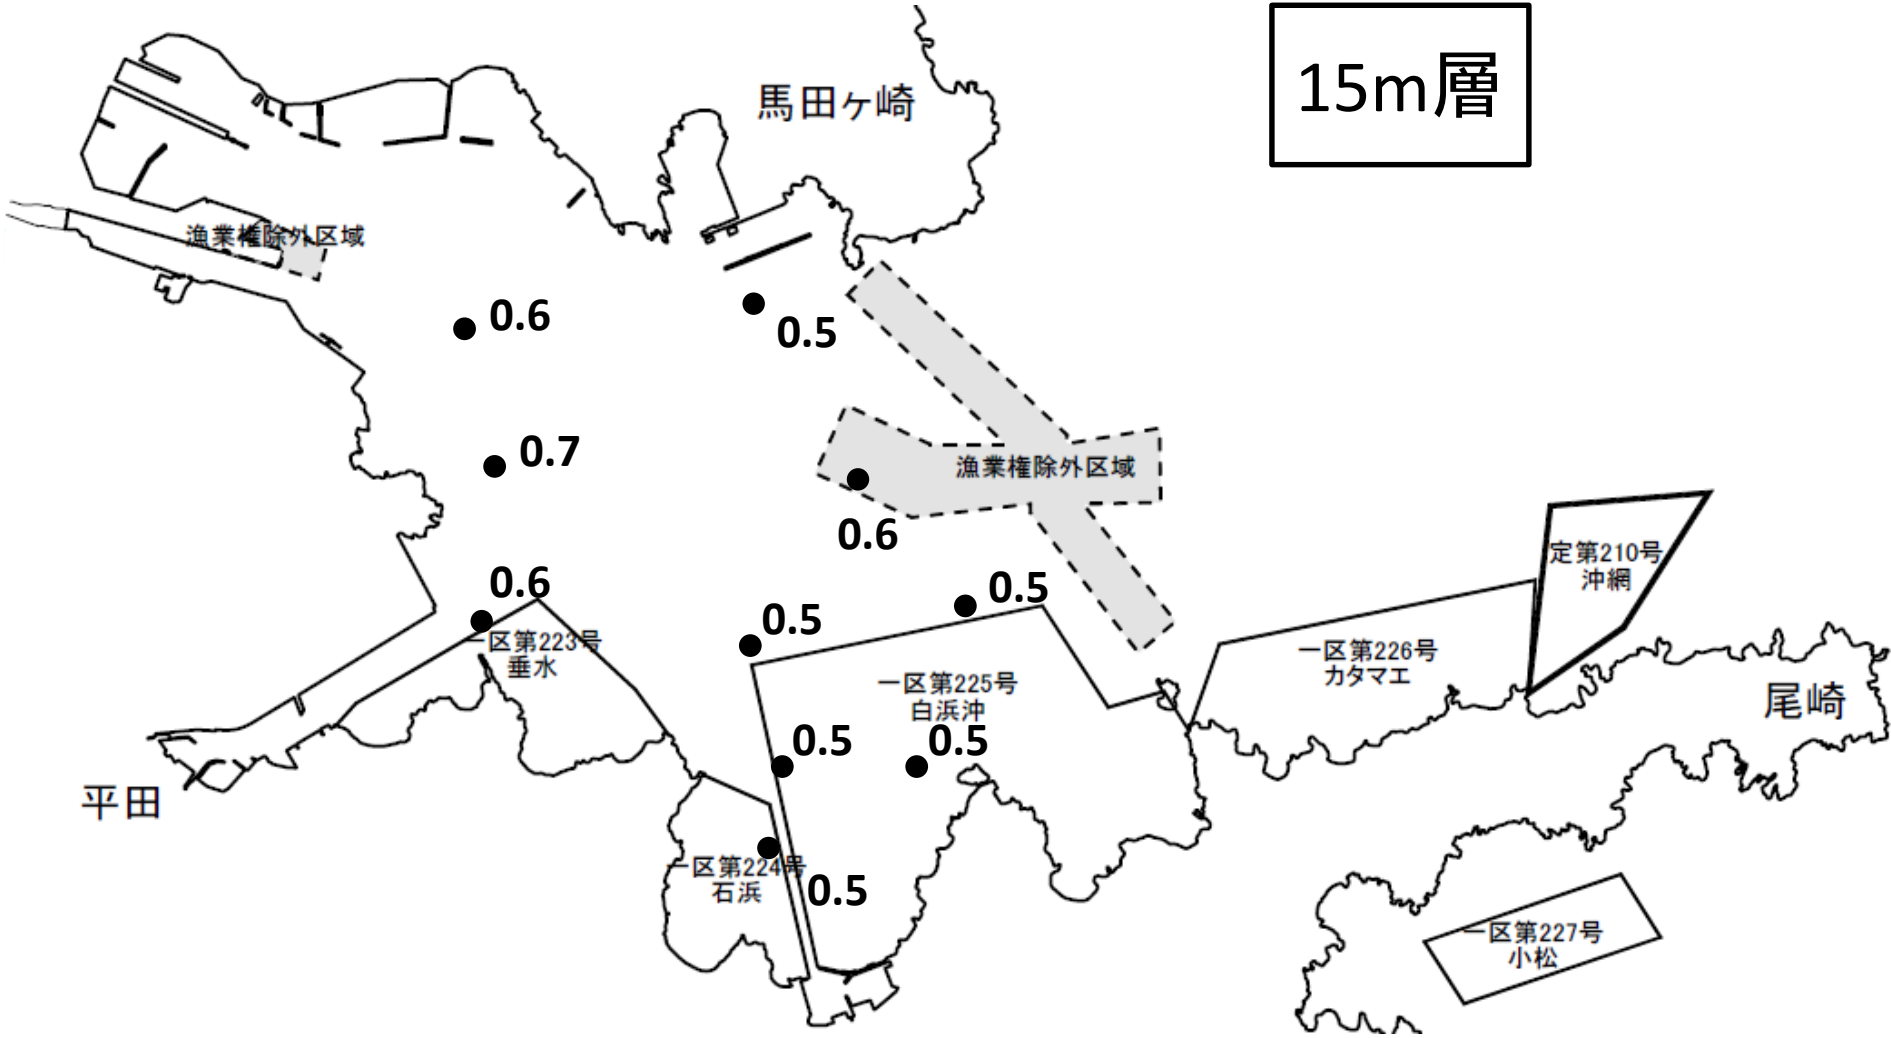 15m層
馬田ヶ崎
漁業権除外区域
0.6
0.5
0.7
漁業権除外区域
0.6
定第210号
沖網
0.6
0.5
0.5
一区第223号
垂水
一区第226号
カタマエ
一区第225号
白浜沖
尾崎
0.5
0.5
平田
一区第224号
石浜
0.5
一区第227号
小松